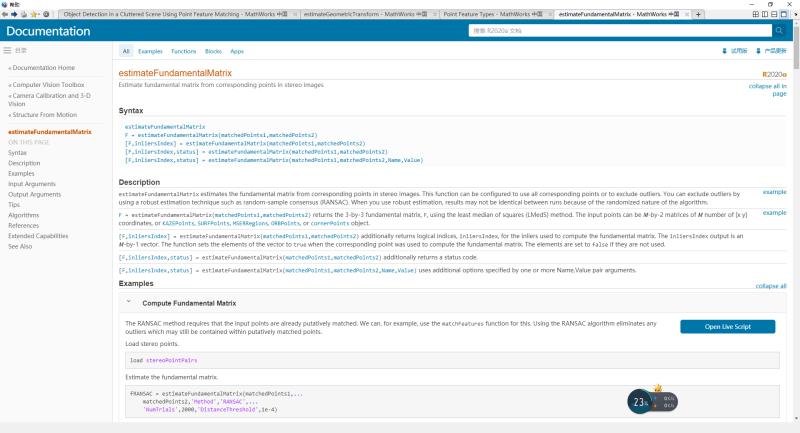 帮助
Object Detection in a Cluttered Scene Using Point Feature Matching - MathWorks 中国
estimateGeometricTransform - MathWorks 中国
Point Feature Types - MathWorks 中国
estimateFundamentalMatrix - MathWorks 中国
Documentation
搜索 R2020a 文档
目录
All Examples Functions Blocks Apps
试用版 产品更新
« Documentation Home
« Computer Vision Toolbox
« Camera Calibration and 3-D
Vision
« Structure From Motion
estimateFundamentalMatrix
ON THIS PAGE
Syntax
Description
Examples
Input Arguments
Output Arguments
Tips
Algorithms
References
Extended Capabilities
See Also
estimateFundamentalMatrix
R2020a
Estimate fundamental matrix from corresponding points in stereo images
collapse all in
page
Syntax
estimateFundamentalMatrix
F = estimateFundamentalMatrix(matchedPoints1,matchedPoints2)
[F,inliersIndex] = estimateFundamentalMatrix(matchedPoints1,matchedPoints2)
[F,inliersIndex,status] = estimateFundamentalMatrix(matchedPoints1,matchedPoints2)
[F,inliersIndex,status] = estimateFundamentalMatrix(matchedPoints1,matchedPoints2,Name,Value)
Description
estimateFundamentalMatrix estimates the fundamental matrix from corresponding points in stereo images. This function can be configured to use all corresponding points or to exclude outliers. You can exclude outliers by
example
using a robust estimation technique such as random-sample consensus (RANSAC). When you use robust estimation, results may not be identical between runs because of the randomized nature of the algorithm.
F = estimateFundamentalMatrix(matchedPoints1,matchedPoints2) returns the 3-by-3 fundamental matrix, F, using the least median of squares (LMedS) method. The input points can be M-by-2 matrices of M number of [x y]
example
coordinates, or KAZEPoints, SURFPoints, MSERRegions, ORBPoints, or cornerPoints object.
[F,inliersIndex] = estimateFundamentalMatrix(matchedPoints1,matchedPoints2) additionally returns logical indices, inliersIndex, for the inliers used to compute the fundamental matrix. The inliersIndex output is an
M-by-1 vector. The function sets the elements of the vector to true when the corresponding point was used to compute the fundamental matrix. The elements are set to false if they are not used.
[F,inliersIndex,status] = estimateFundamentalMatrix(matchedPoints1,matchedPoints2) additionally returns a status code.
[F,inliersIndex,status] = estimateFundamentalMatrix(matchedPoints1,matchedPoints2,Name,Value) uses additional options specified by one or more Name,Value pair arguments.
Examples
collapse all
Compute Fundamental Matrix
The RANSAC method requires that the input points are already putatively matched. We can, for example, use the matchFeatures function for this. Using the RANSAC algorithm eliminates any
outliers which may still be contained within putatively matched points.
Open Live Script
Load stereo points.
load stereoPointPairs
Estimate the fundamental matrix.
FRANSAC = estimateFundamentalMatrix(matchedPoints1,...
matchedPoints2,'Method','RANSAC',...
'NumTrials',2000,'DistanceThreshold',1e-4)
23%